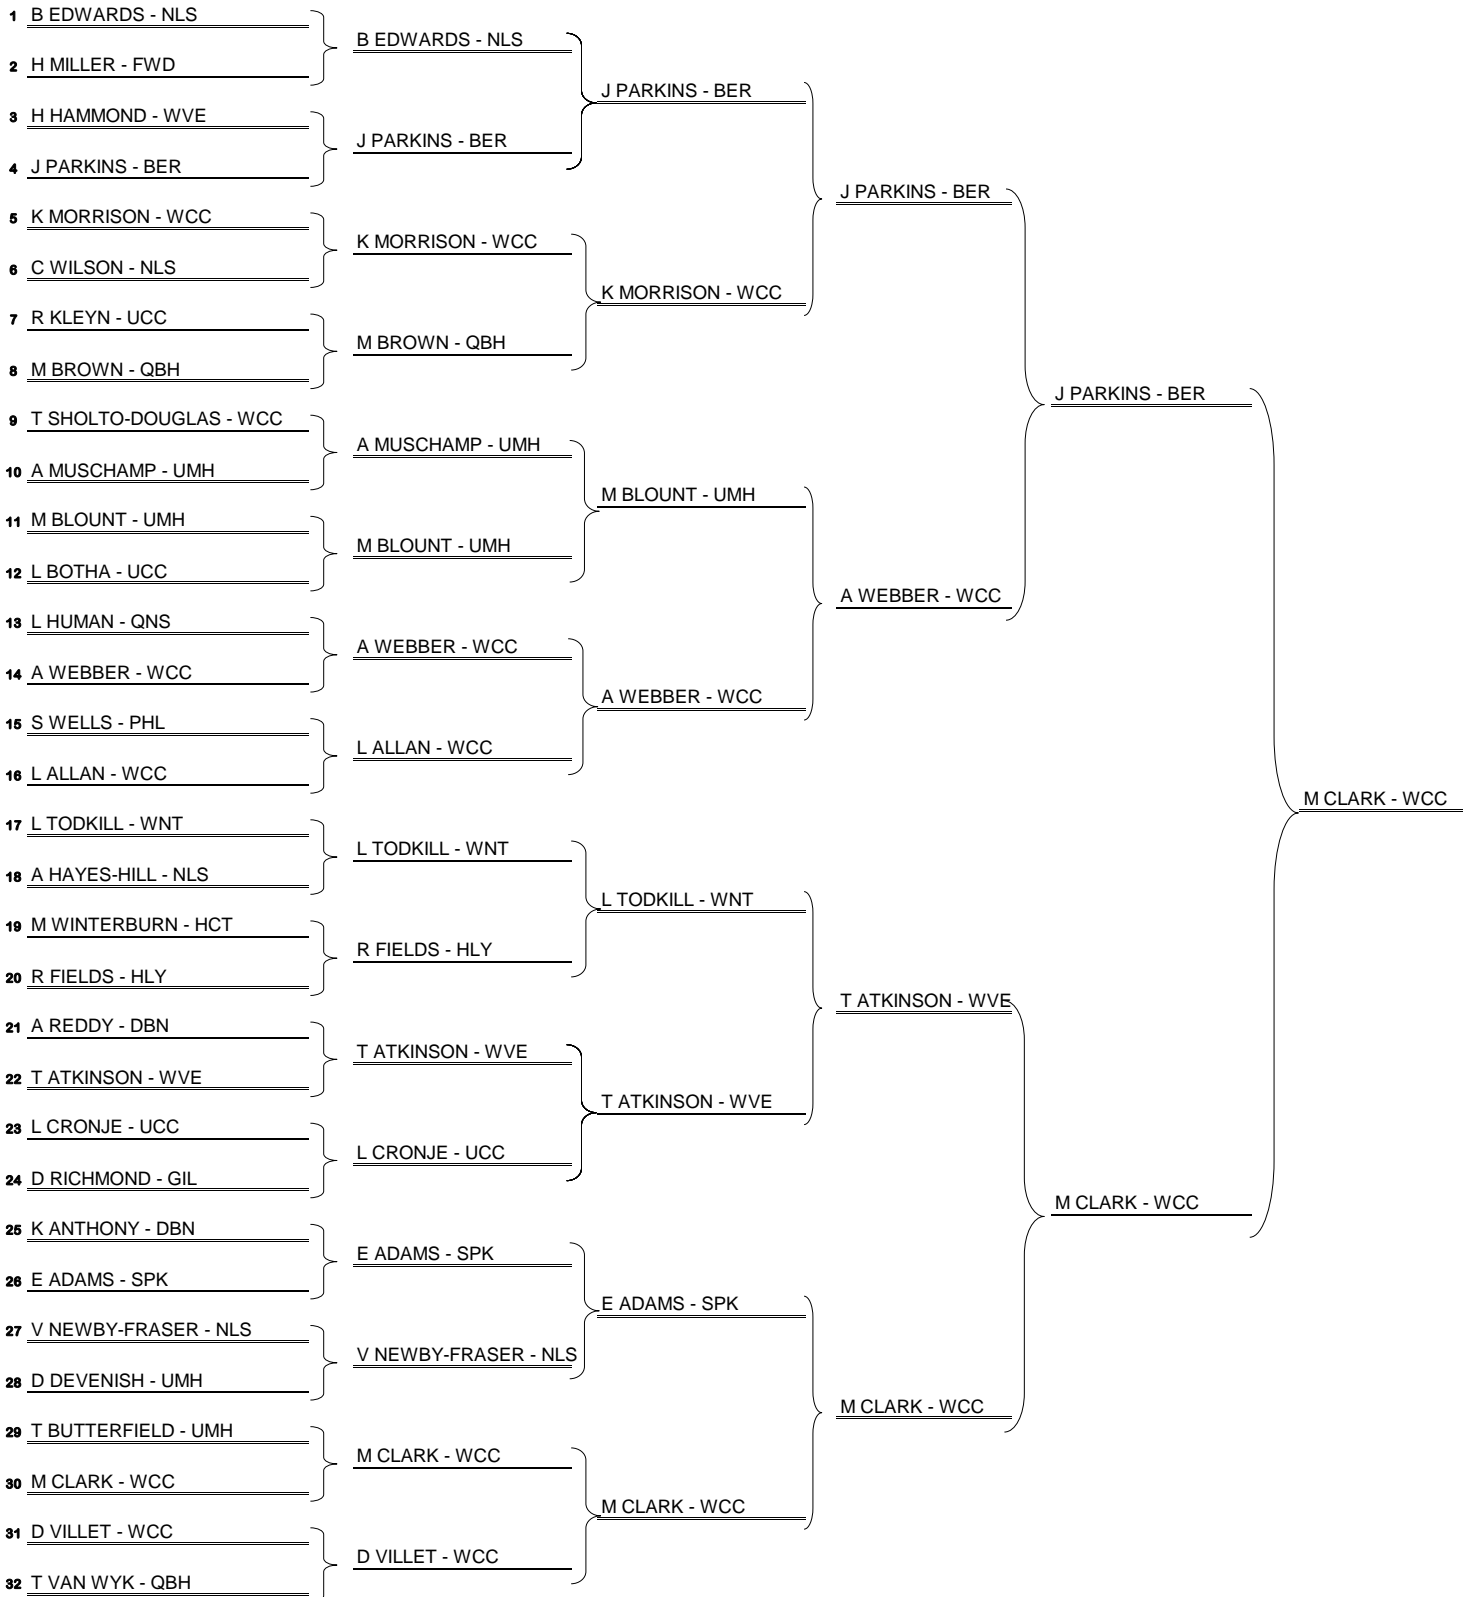 1 B EDWARDS - NLS
2 H MILLER - FWD
3 H HAMMOND - WVE
4 J PARKINS - BER
5 K MORRISON - WCC
6 C WILSON - NLS
7 R KLEYN - UCC
8 M BROWN - QBH
9 T SHOLTO-DOUGLAS - WCC
10 A MUSCHAMP - UMH
11 M BLOUNT - UMH
12 L BOTHA - UCC
13 L HUMAN - QNS
14 A WEBBER - WCC
15 S WELLS - PHL
16 L ALLAN - WCC
17 L TODKILL - WNT
18 A HAYES-HILL - NLS
19 M WINTERBURN - HCT
20 R FIELDS - HLY
21 A REDDY - DBN
22 T ATKINSON - WVE
23 L CRONJE - UCC
24 D RICHMOND - GIL
25 K ANTHONY - DBN
26 E ADAMS - SPK
27 V NEWBY-FRASER - NLS
28 D DEVENISH - UMH
29 T BUTTERFIELD - UMH
30 M CLARK - WCC
31 D VILLET - WCC
32 T VAN WYK - QBH
B EDWARDS - NLS
J PARKINS - BER
K MORRISON - WCC
M BROWN - QBH
A MUSCHAMP - UMH
M BLOUNT - UMH
A WEBBER - WCC
L ALLAN - WCC
L TODKILL - WNT
R FIELDS - HLY
T ATKINSON - WVE
L CRONJE - UCC
E ADAMS - SPK
V NEWBY-FRASER - NLS
M CLARK - WCC
D VILLET - WCC
J PARKINS - BER
K MORRISON - WCC
M BLOUNT - UMH
A WEBBER - WCC
L TODKILL - WNT
T ATKINSON - WVE
E ADAMS - SPK
M CLARK - WCC
J PARKINS - BER
A WEBBER - WCC
T ATKINSON - WVE
M CLARK - WCC
J PARKINS - BER
M CLARK - WCC
M CLARK - WCC